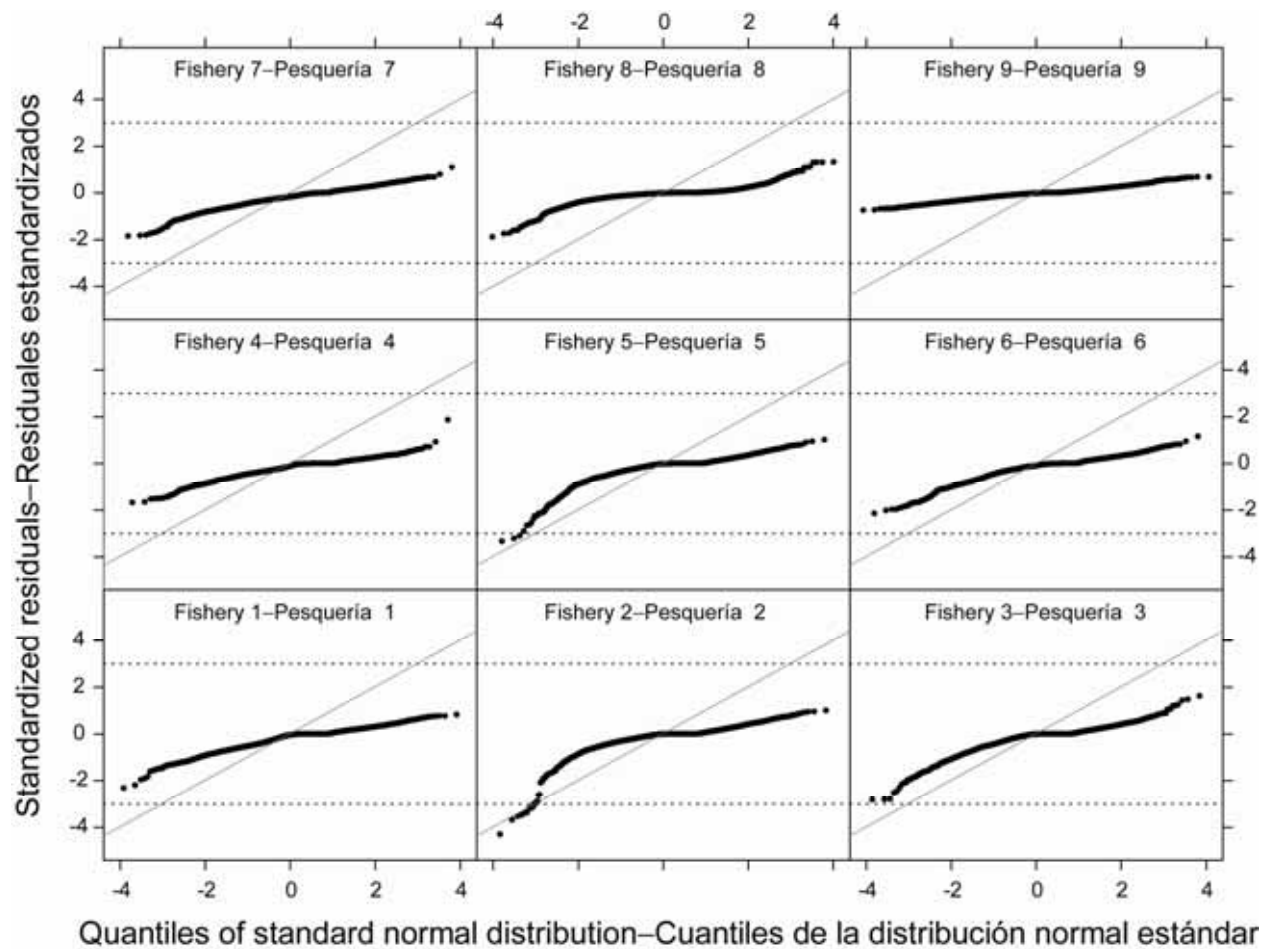 -4 -2 0 2 4
Fishery 7–Pesquería 7
Fishery 8–Pesquería 8
Fishery 9–Pesquería 9
4
2
0
-2
-4
Fishery 4–Pesquería 4
Fishery 5–Pesquería 5
Fishery 6–Pesquería 6
4
2
0
-2
-4
Fishery 1–Pesquería 1
Fishery 2–Pesquería 2
Fishery 3–Pesquería 3
4
2
0
-2
-4
-4 -2 0 2 4
-4 -2 0 2 4
Standardized residuals–Residuales estandardizados
Quantiles of standard normal distribution–Cuantiles de la distribución normal estándar